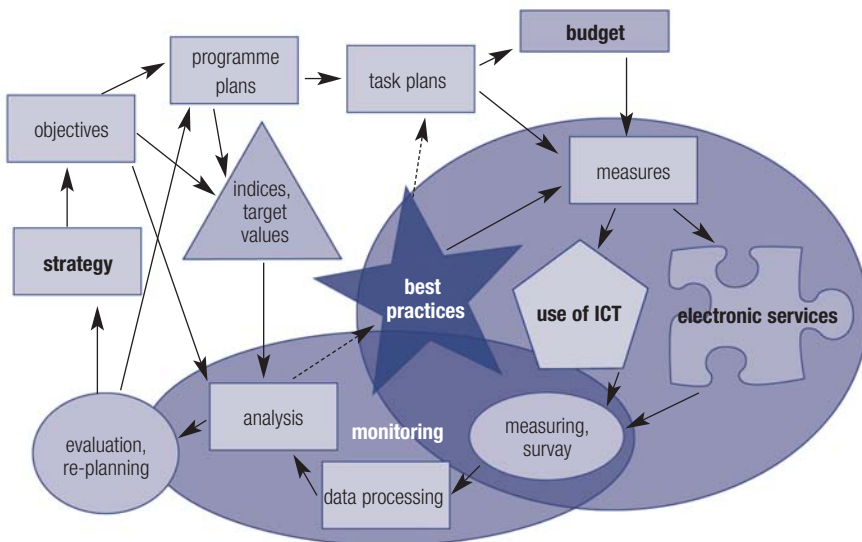 budget
programme
plans
task plans
objectives
measures
indices,
target
values
strategy
best
practices
use of ICT
electronic services
analysis
monitoring
measuring,
survay
evaluation,
re-planning
data processing